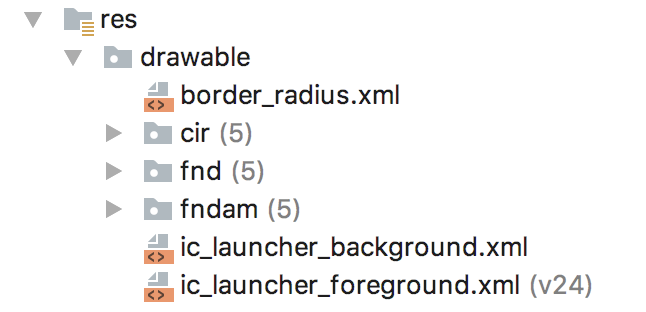 res
drawable
border_radius.xml
cir (5)
fnd (5)
fndam (5)
ic_launcher_background.xml
ic_launcher_foreground.xml (v24)